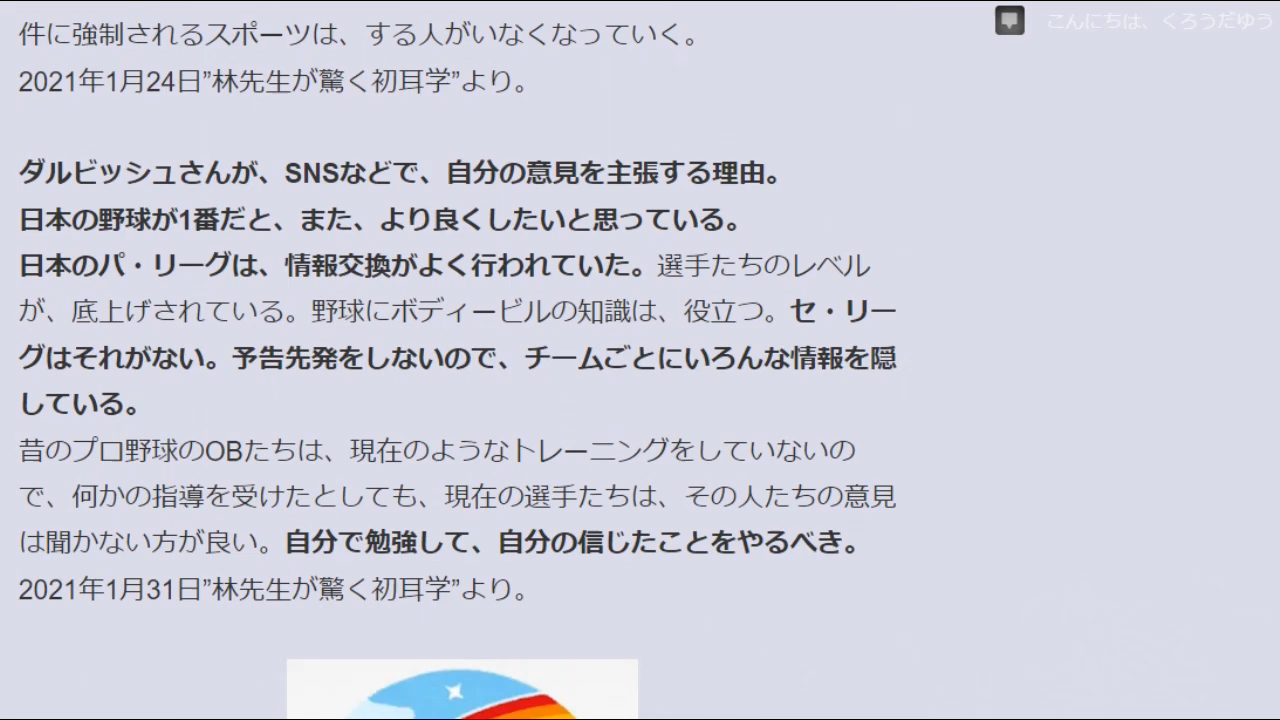 件に強制されるスポーツは、する人がいなくなっていく。
こんにちは、くろうだゆう
2021年1月24日”林先生が驚く初耳学”より。
ダルビッシュさんが、SNSなどで、自分の意見を主張する理由。
日本の野球が1番だと、また、より良くしたいと思っている。
日本のパ・リーグは、情報交換がよく行われていた。選手たちのレベル
が、底上げされている。野球にボディービルの知識は、役立つ。セ・リー
グはそれがない。予告先発をしないので、チームごとにいろんな情報を隠
している。
昔のプロ野球のOBたちは、現在のようなトレーニングをしていないの
で、何かの指導を受けたとしても、現在の選手たちは、その人たちの意見
は聞かない方が良い。自分で勉強して、自分の信じたことをやるべき。
2021年1月31日”林先生が驚く初耳学”より。